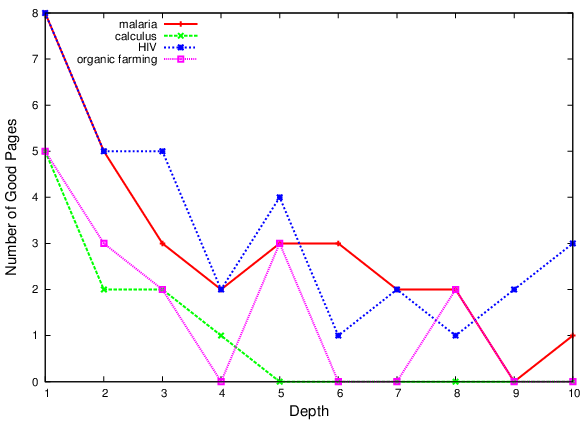 malaria
calculus
HIV
organic farming
Number of Good Pages
8
7
6
5
4
3
2
1
0
1 2 3 4 5 6 7 8 9 10
Depth